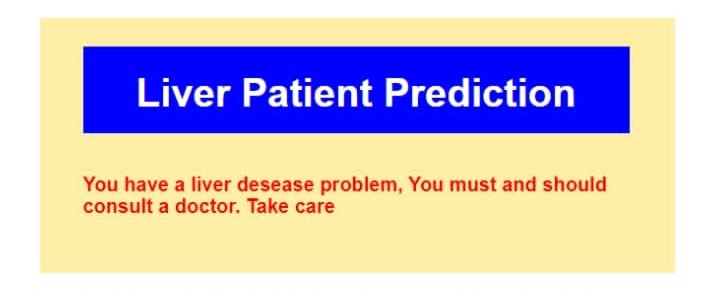 Liver Patient Prediction
You have a liver desease problem, You must and should
consult a doctor. Take care